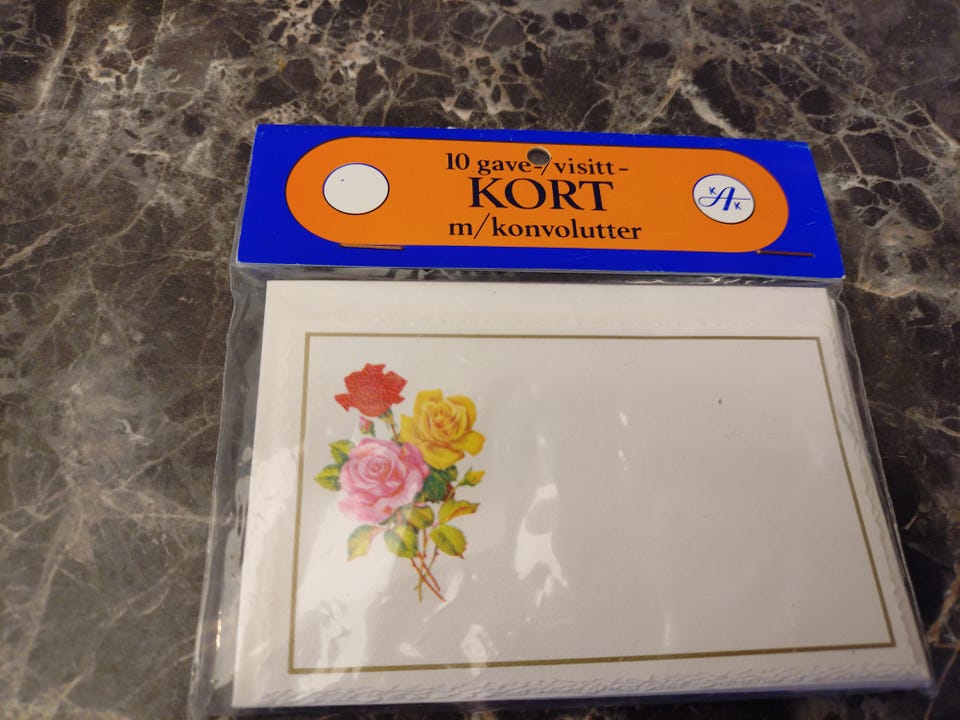 10 gave-/visitt-
KORT
m/konvolutter
K A K